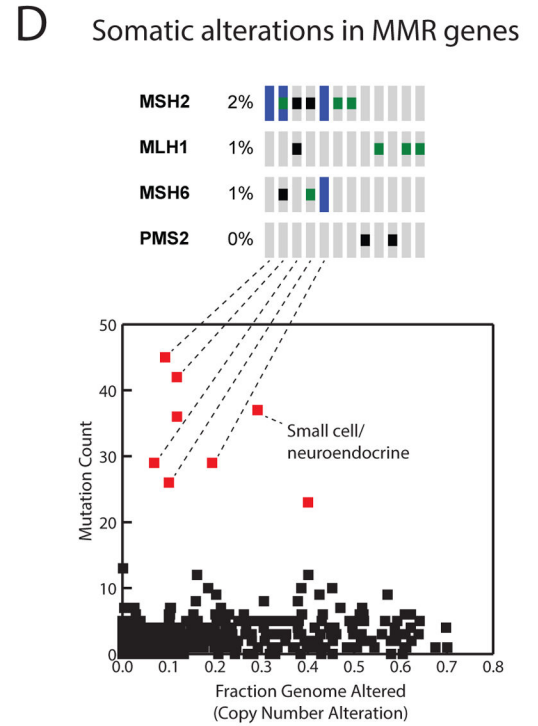 D Somatic alterations in MMR genes
MSH2 2%
MLH1 1%
MSH6 1%
PMS2 0%
50
40
30
20
10
0
Mutation Count
Small cell/
neuroendocrine
0.0 0.1 0.2 0.3 0.4 0.5 0.6 0.7 0.8
Fraction Genome Altered
(Copy Number Alteration)